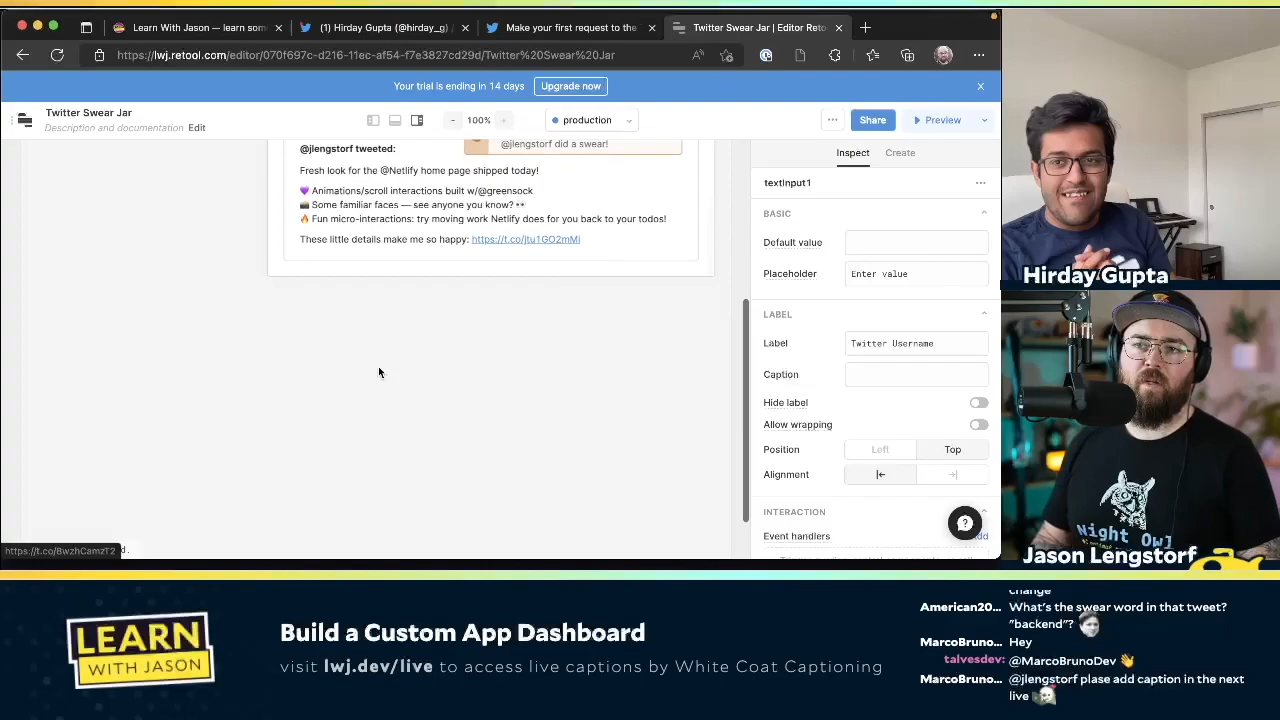 Learn With Jason — learn som
(1) Hirday Gupta (@hirday_g)
Make your first request to the
Twitter Swear Jar | Editor Reto
https://lwj.retool.com/editor/070f697c-d216-11ec-af54-f7e3827cd29d/Twitter%20Swear%20Jar
Your trial is ending in 14 days
Upgrade now
Twitter Swear Jar
Description and documentation Edit
100%
production
Share
Preview
@jlengstorf tweeted:
@jlengstorf did a swear!
Fresh look for the @Netlify home page shipped today!
💜 Animations/scroll interactions built w/@greensock
📸 Some familiar faces — see anyone you know? 👀
🔥 Fun micro-interactions: try moving work Netlify does for you back to your todos!
These little details make me so happy: https://t.co/jtu1GO2mMi
https://t.co/BwzhCamzT2
d.
Inspect
Create
textInput1
BASIC
Default value
Placeholder
Enter value
LABEL
Label
Twitter Username
Caption
Hide label
Allow wrapping
Position
Left
Top
Alignment
INTERACTION
Event handlers
Hirday Gupta
Night Owl
Jason Lengstorf
LEARN
WITH JASON
Build a Custom App Dashboard
visit lwj.dev/live to access live captions by White Coat Captioning
change
American20... What's the swear word in that tweet?
"backend"?
MarcoBruno... Hey
talvesdev: @MarcoBrunoDev 👋
MarcoBruno... @jlengstorf plase add caption in the next
live